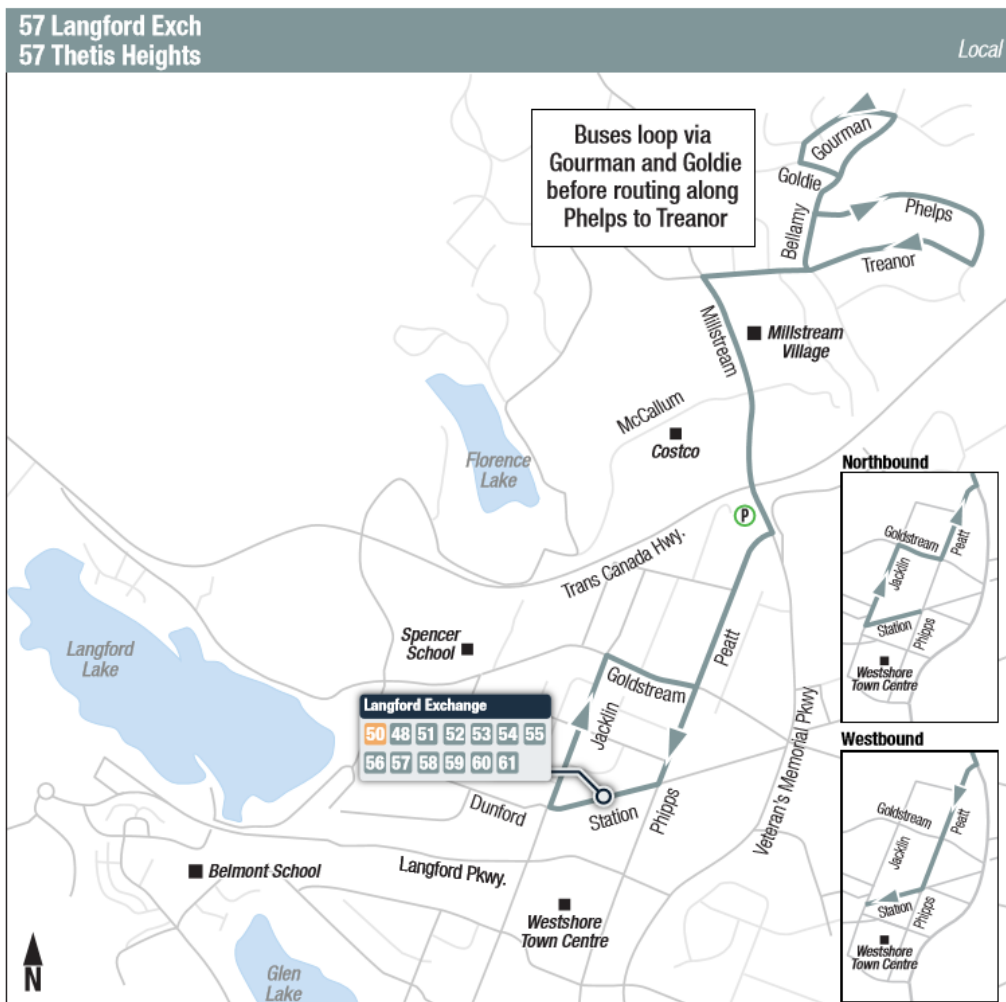 57 Langford Exch
57 Thetis Heights
Local
Buses loop via
Gourman and Goldie
before routing along
Phelps to Treanor
Gourman
Goldie
Bellamy
Phelps
Treanor
Millstream
Millstream
Village
McCallum
Costco
Florence
Lake
P
Trans Canada Hwy.
Peatt
Langford
Lake
Spencer
School
Goldstream
Jacklin
Langford Exchange
50 48 51 52 53 54 55
56 57 58 59 60 61
Dunford
Station
Phipps
Veteran's Memorial Pkwy
Langford Pkwy.
Belmont School
Westshore
Town Centre
Glen
Lake
N
Northbound
Goldstream
Peatt
Jacklin
Station
Phipps
Westshore
Town Centre
Westbound
Goldstream
Peatt
Jacklin
Station
Phipps
Westshore
Town Centre